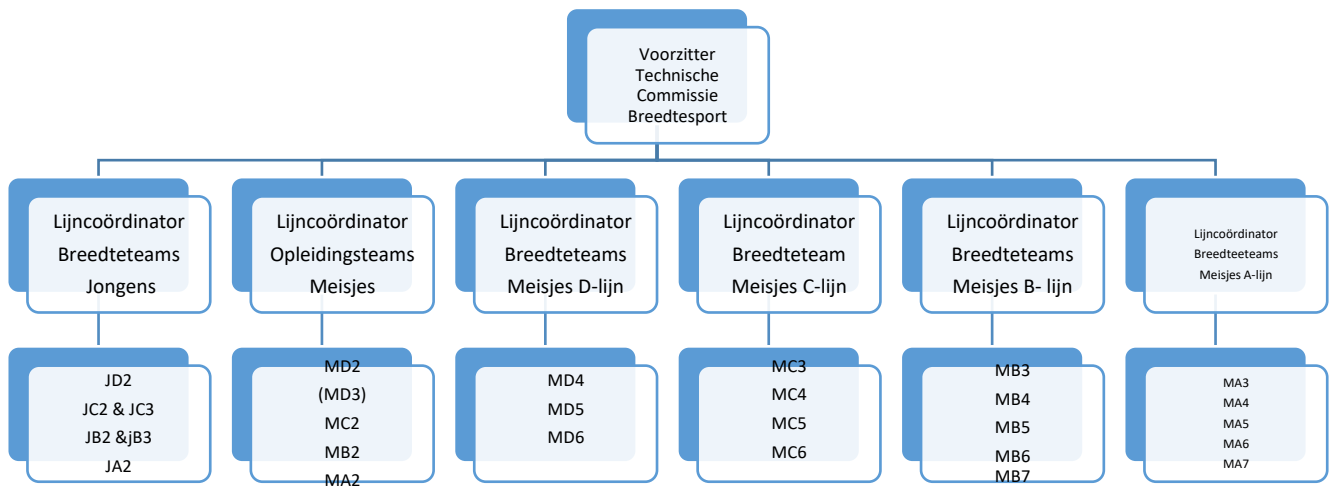 Voorzitter
Technische
Commissie
Breedtesport
Lijncoördinator
Breedteteams
Jongens
Lijncoördinator
Opleidingsteams
Meisjes
Lijncoördinator
Breedteteams
Meisjes D-lijn
Lijncoördinator
Breedteteam
Meisjes C-lijn
Lijncoördinator
Breedteteams
Meisjes B- lijn
Lijncoördinator
Breedteeteams
Meisjes A-lijn
JD2
JC2 & JC3
JB2 &jB3
JA2
MD2
(MD3)
MC2
MB2
MA2
MD4
MD5
MD6
MC3
MC4
MC5
MC6
MB3
MB4
MB5
MB6
MB7
MA3
MA4
MA5
MA6
MA7